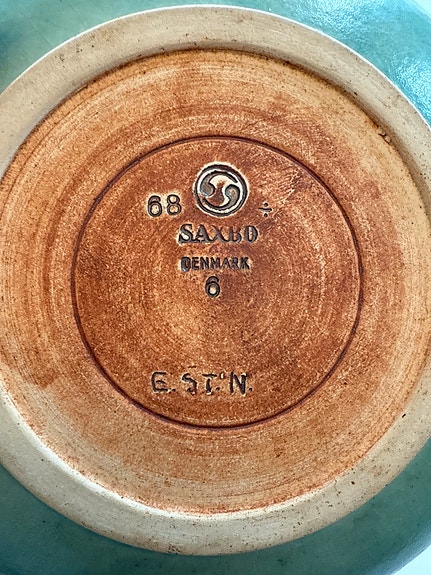 68 ÷
SAXBO
DENMARK
6
E. ST. N.